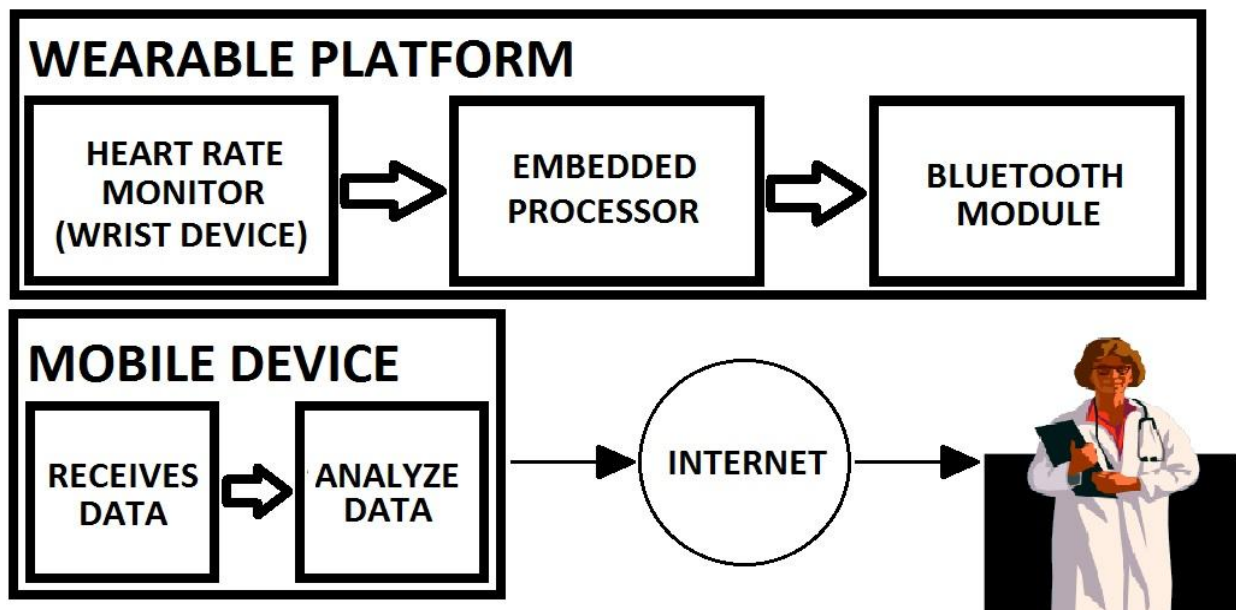 WEARABLE PLATFORM
HEART RATE
MONITOR
(WRIST DEVICE)
EMBEDDED
PROCESSOR
BLUETOOTH
MODULE
MOBILE DEVICE
RECEIVES
DATA
ANALYZE
DATA
INTERNET